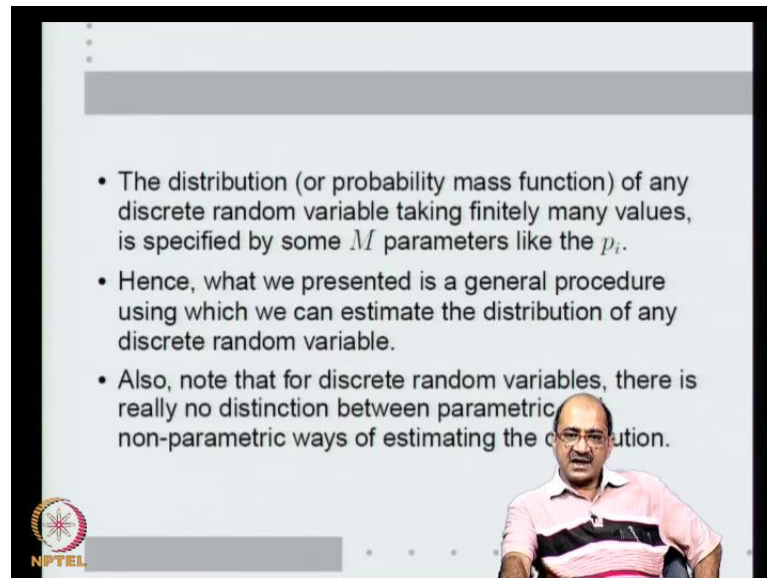 • The distribution (or probability mass function) of any
discrete random variable taking finitely many values,
is specified by some M parameters like the pᵢ.
• Hence, what we presented is a general procedure
using which we can estimate the distribution of any
discrete random variable.
• Also, note that for discrete random variables, there is
really no distinction between parametric
non-parametric ways of estimating the
NPTEL